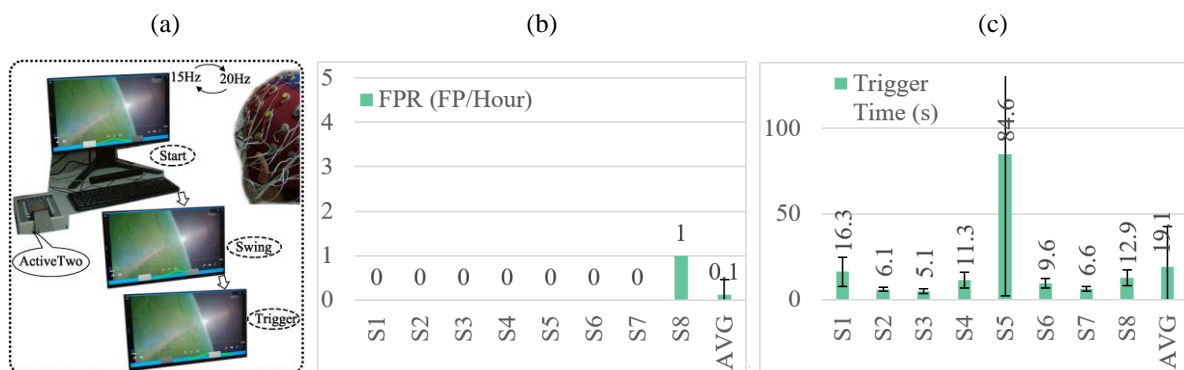 (a)
(b)
(c)
15Hz 20Hz
Start
ActiveTwo
Swing
Trigger
5
4
3
2
1
0
FPR (FP/Hour)
0 0 0 0 0 0 0 1 0.1
S1 S2 S3 S4 S5 S6 S7 S8 AVG
100
50
0
Trigger
Time (s)
16.3 6.1 5.1 11.3 84.6 9.6 6.6 12.9 19.1
S1 S2 S3 S4 S5 S6 S7 S8 AVG